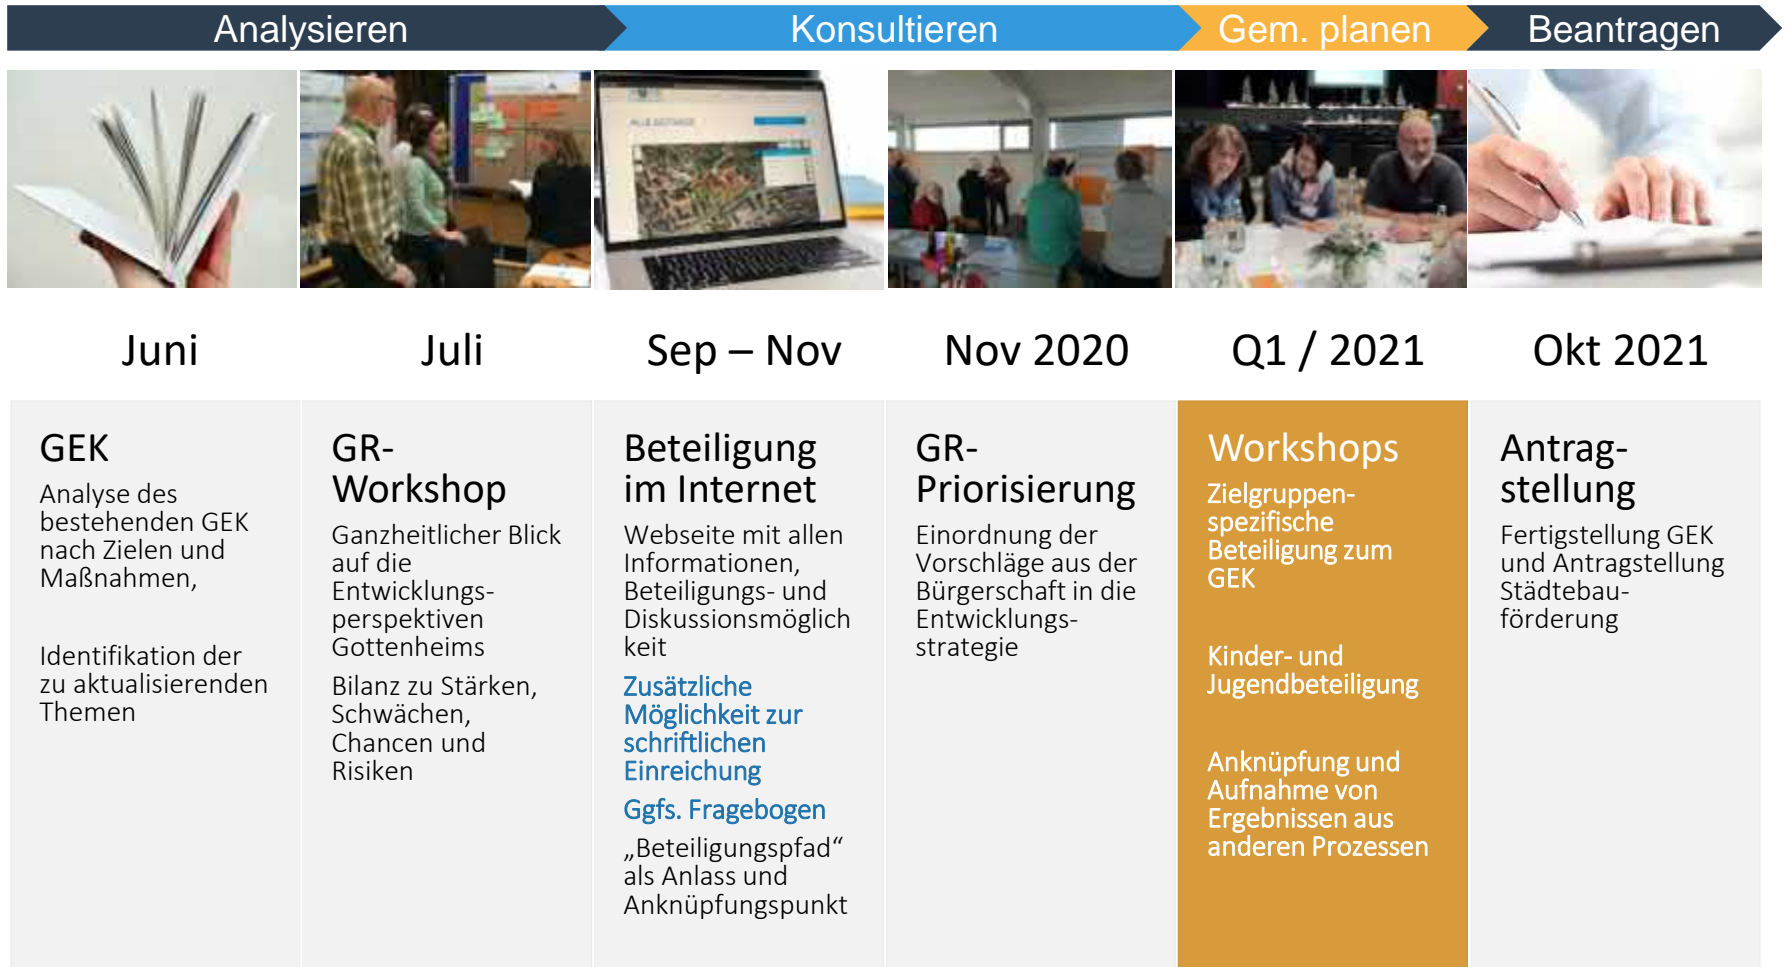 Analysieren
Konsultieren
Gem. planen
Beantragen
ALLE BEITRÄGE
Juni
Juli
Sep – Nov
Nov 2020
Q1 / 2021
Okt 2021
GEK
Analyse des
bestehenden GEK
nach Zielen und
Maßnahmen,
Identifikation der
zu aktualisierenden
Themen
GR-
Workshop
Ganzheitlicher Blick
auf die
Entwicklungs-
perspektiven
Gottenheims
Bilanz zu Stärken,
Schwächen,
Chancen und
Risiken
Beteiligung
im Internet
Webseite mit allen
Informationen,
Beteiligungs- und
Diskussionsmöglich
keit
Zusätzliche
Möglichkeit zur
schriftlichen
Einreichung
Ggfs. Fragebogen
„Beteiligungspfad“
als Anlass und
Anknüpfungspunkt
GR-
Priorisierung
Einordnung der
Vorschläge aus der
Bürgerschaft in die
Entwicklungs-
strategie
Workshops
Zielgruppen-
spezifische
Beteiligung zum
GEK
Kinder- und
Jugendbeteiligung
Anknüpfung und
Aufnahme von
Ergebnissen aus
anderen Prozessen
Antrag-
stellung
Fertigstellung GEK
und Antragstellung
Städtebau-
förderung